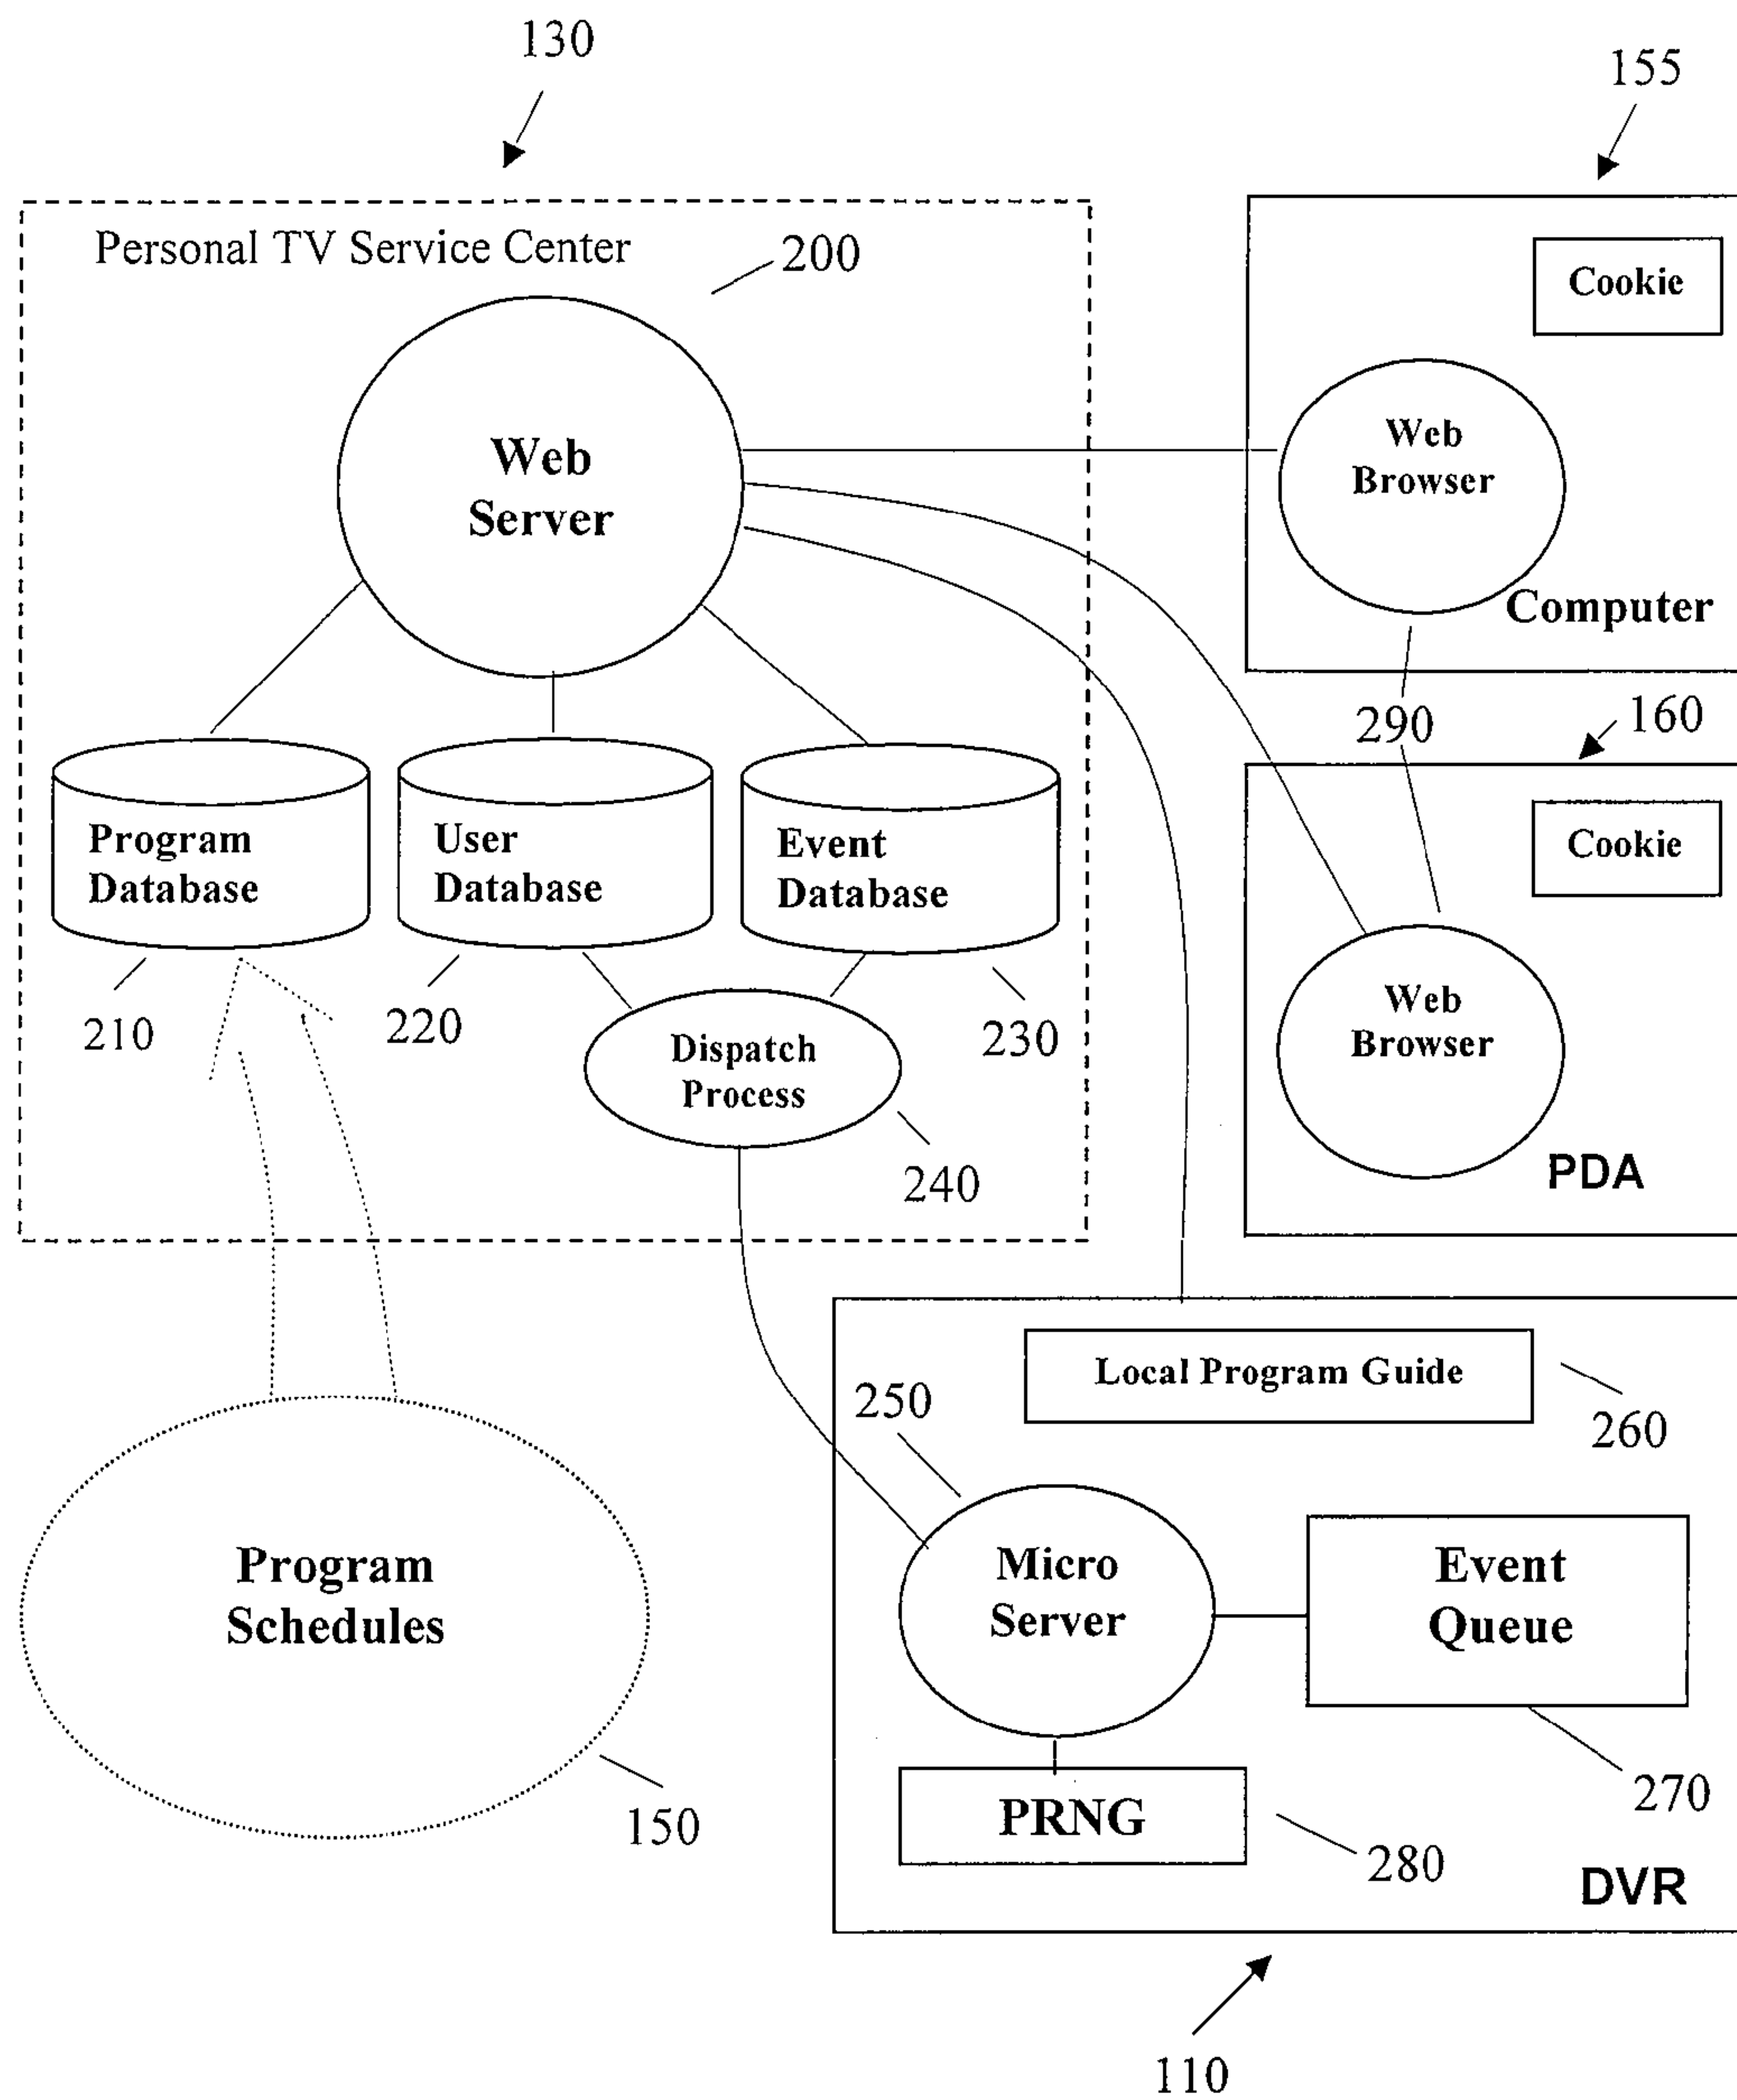 130
155
Personal TV Service Center
200
Cookie
Web
Server
Web
Browser
Computer
290
160
Program
Database
User
Database
Event
Database
Cookie
210
220
230
Dispatch
Process
Web
Browser
240
PDA
Local Program Guide
250
260
Program
Schedules
Micro
Server
Event
Queue
150
PRNG
270
280
DVR
110